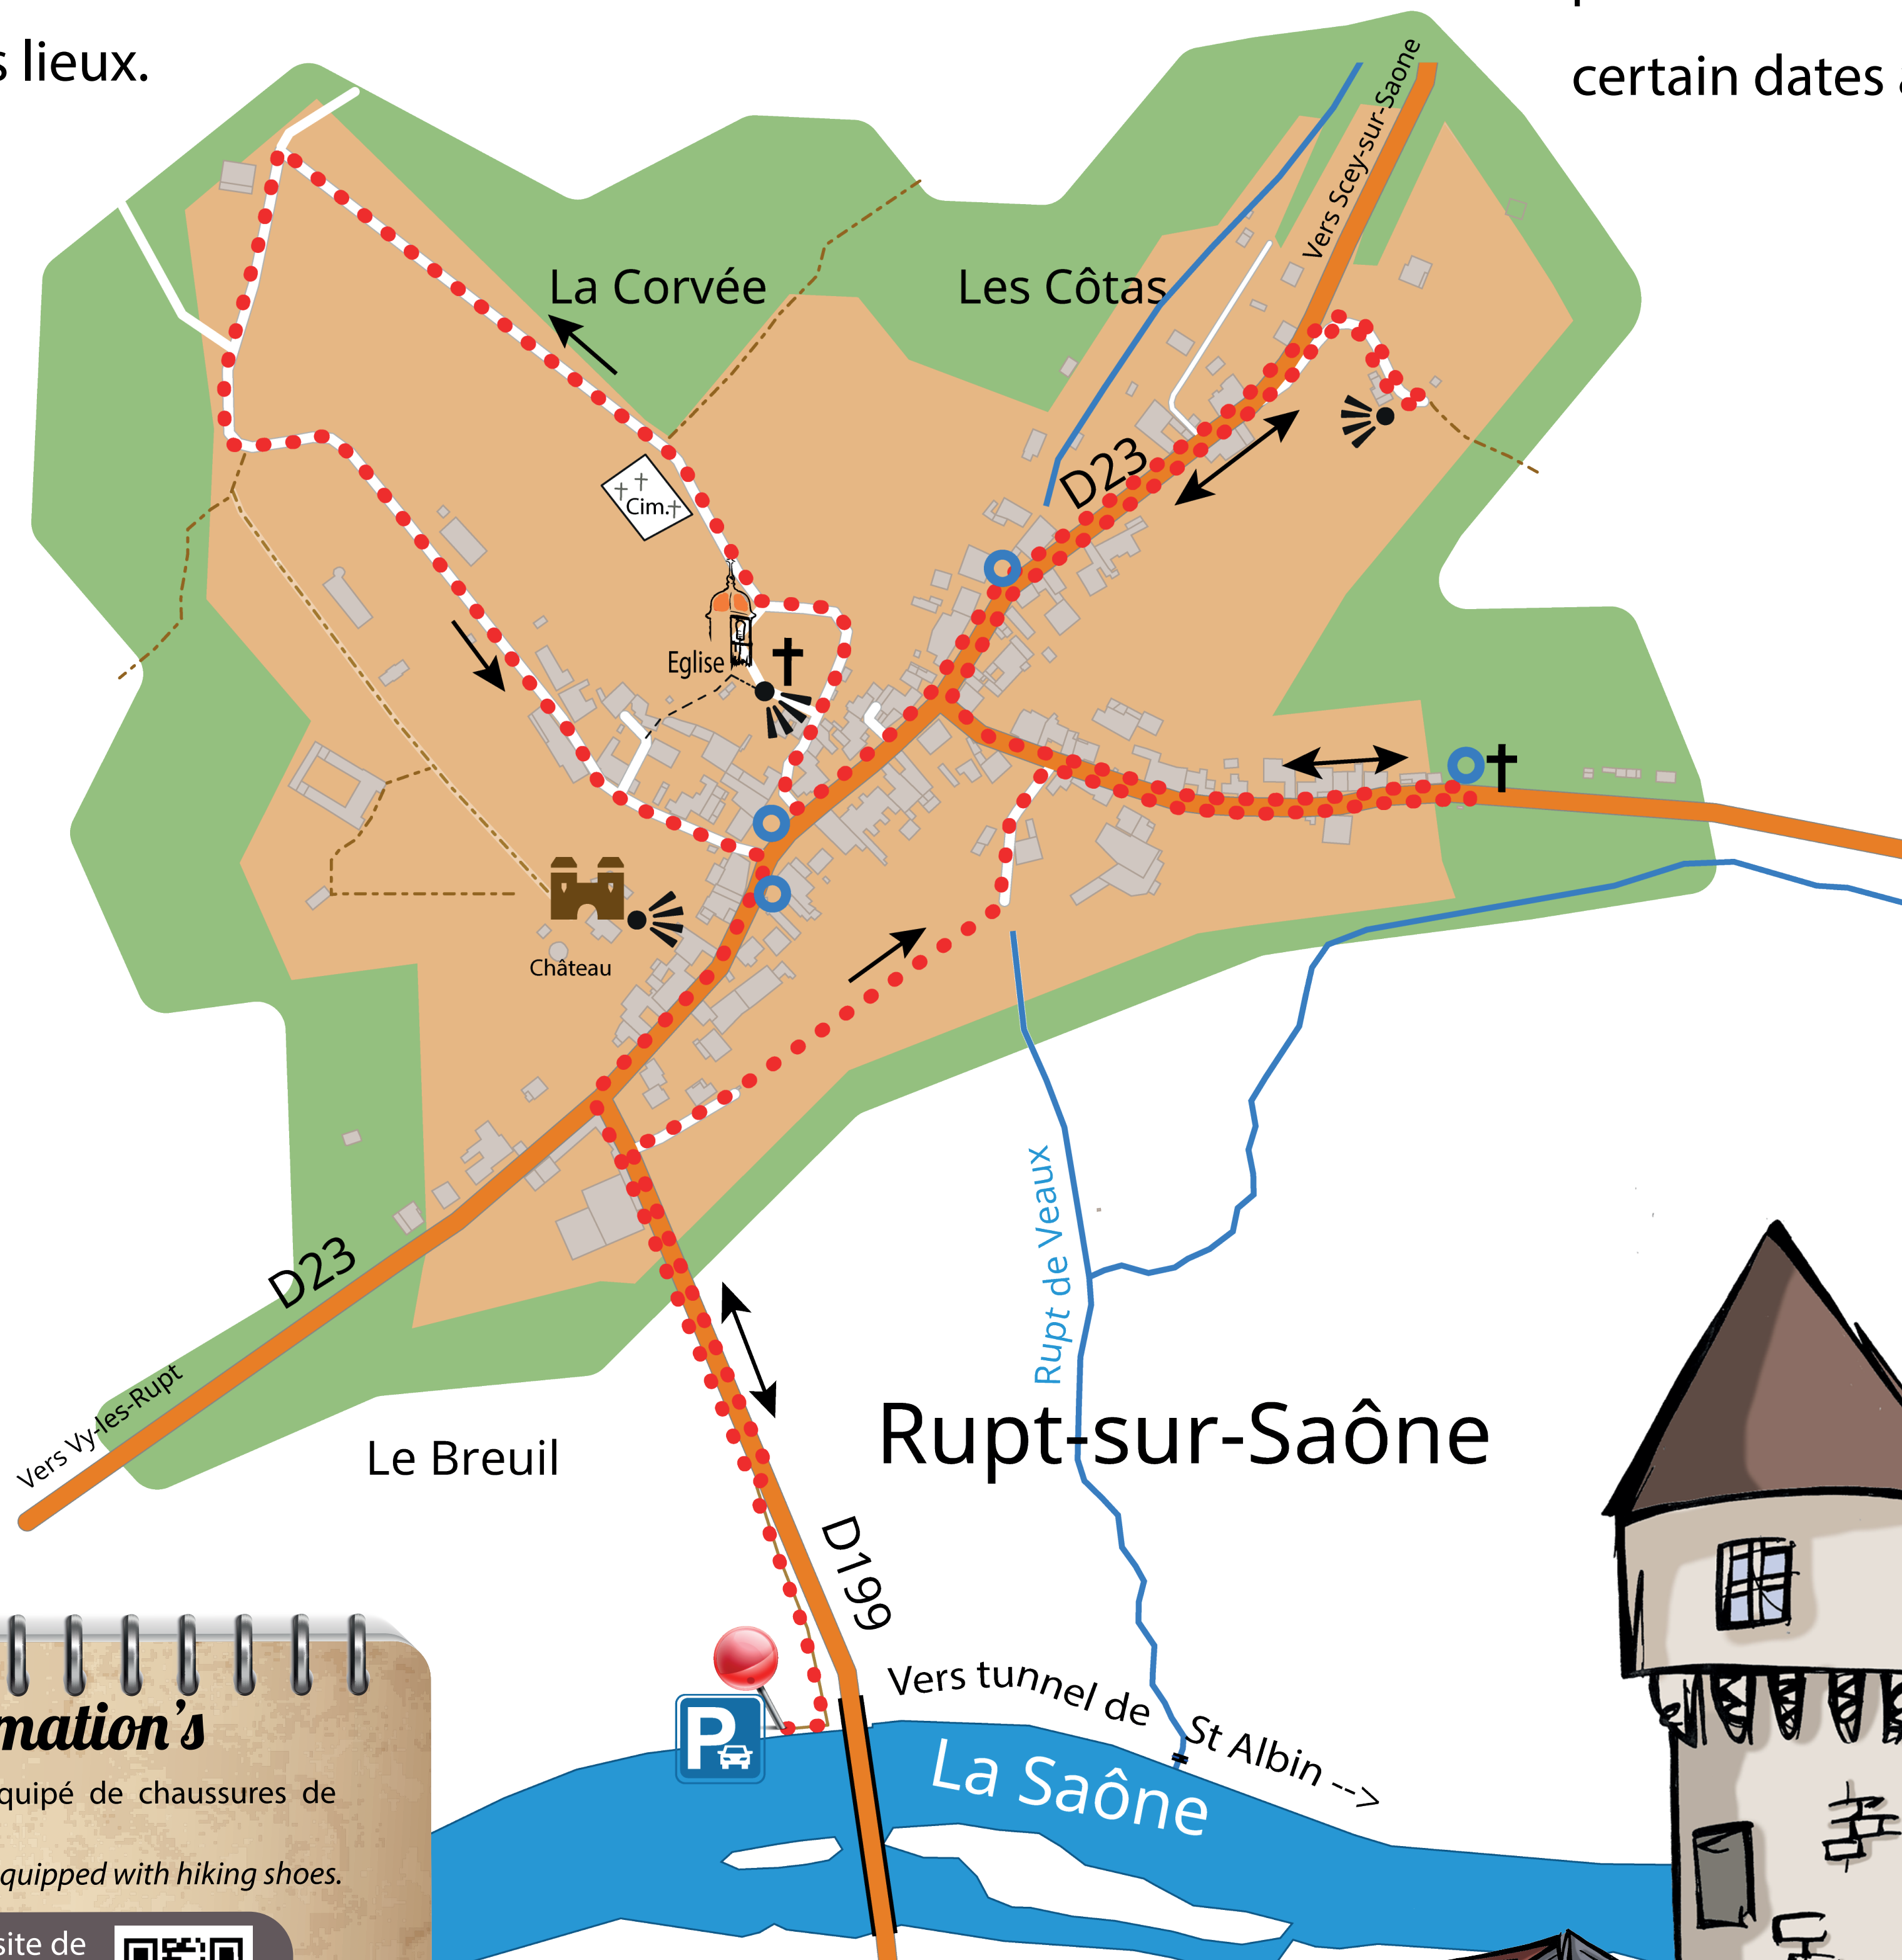 s lieux.
certain dates
Vers Scey-sur-Saone
La Corvée
Les Côtas
D23
Cim.
Eglise
Château
D23
Vers Vy-les-Rupt
Le Breuil
Rupt de Veaux
Rupt-sur-Saône
D199
P
Vers tunnel de St Albin -->
La Saône
mation's
quipé de chaussures de
quipped with hiking shoes.
site de